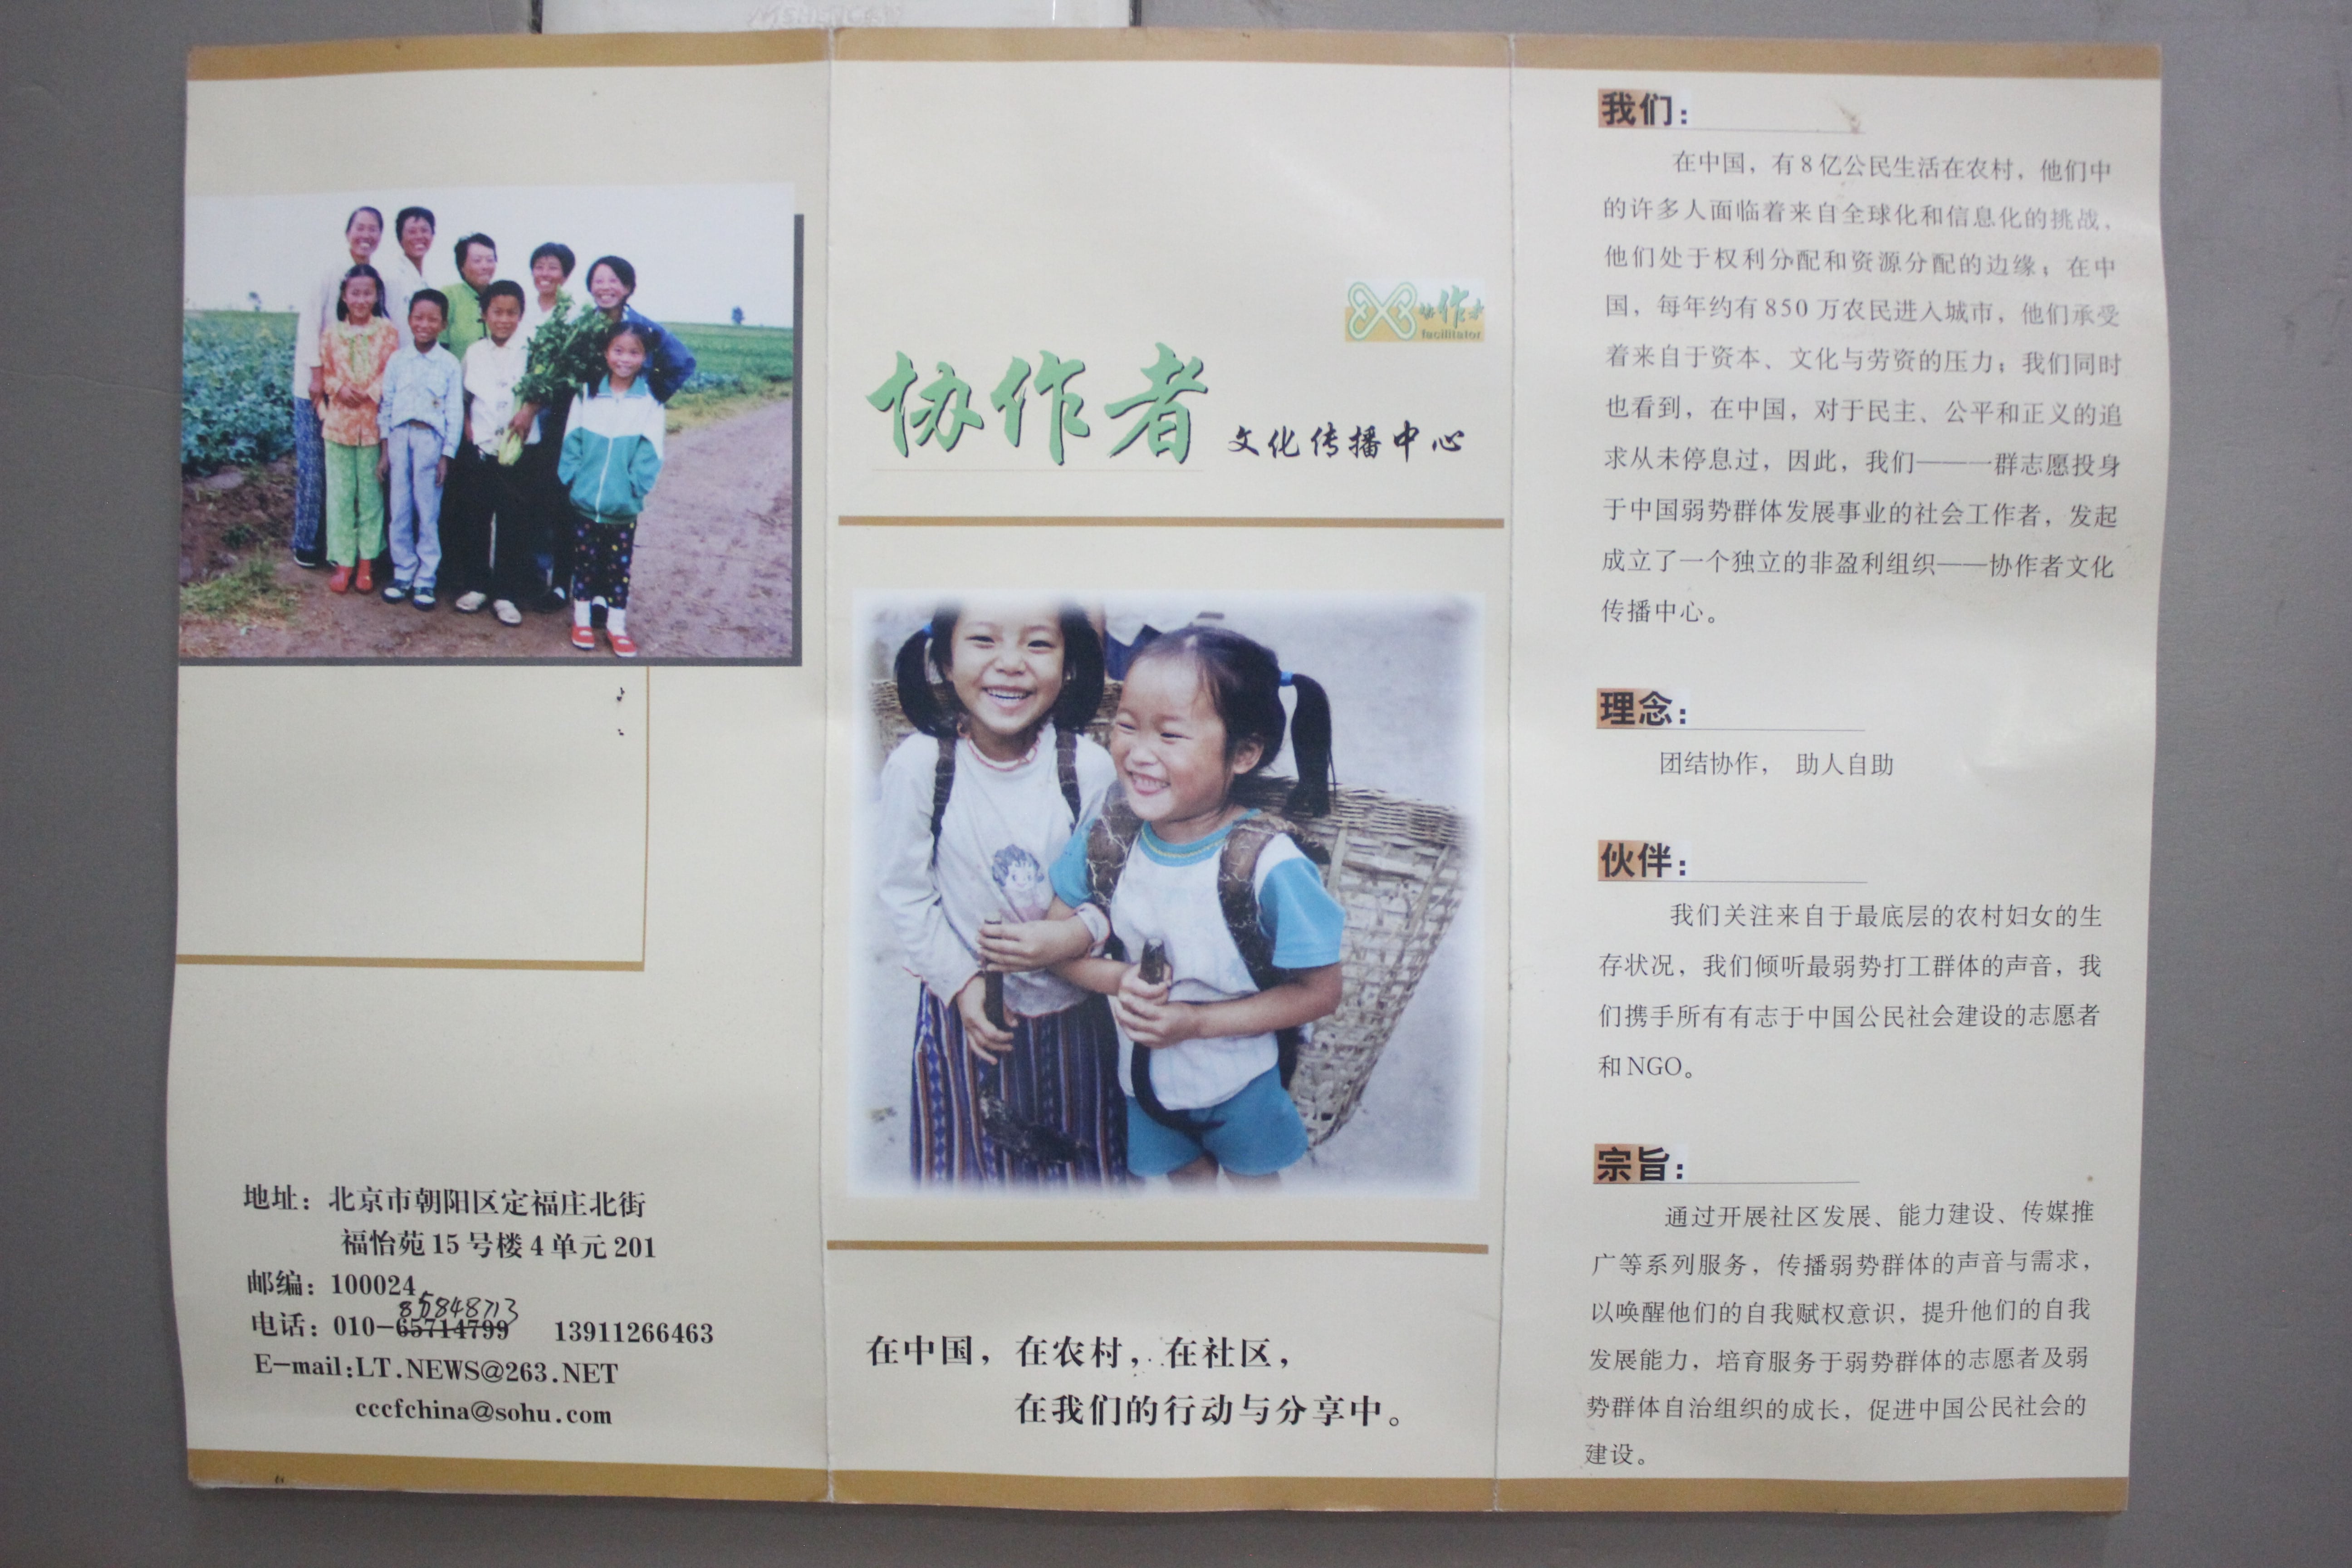 地址：北京市朝阳区定福庄北街
福怡苑15号楼4单元201
邮编：100024
85848713
电话：010-65714799 13911266463
E-mail:LT.NEWS@263.NET
cccfchina@sohu.com
协作者
facilitator
协作者 文化传播中心
在中国，在农村，在社区，
在我们的行动与分享中。
我们：
在中国，有8亿公民生活在农村，他们中
的许多人面临着来自全球化和信息化的挑战，
他们处于权利分配和资源分配的边缘；在中
国，每年约有850万农民进入城市，他们承受
着来自于资本、文化与劳资的压力；我们同时
也看到，在中国，对于民主、公平和正义的追
求从未停息过，因此，我们——一群志愿投身
于中国弱势群体发展事业的社会工作者，发起
成立了一个独立的非盈利组织——协作者文化
传播中心。
理念：
团结协作， 助人自助
伙伴：
我们关注来自于最底层的农村妇女的生
存状况，我们倾听最弱势打工群体的声音，我
们携手所有有志于中国公民社会建设的志愿者
和NGO。
宗旨：
通过开展社区发展、能力建设、传媒推
广等系列服务，传播弱势群体的声音与需求，
以唤醒他们的自我赋权意识，提升他们的自我
发展能力，培育服务于弱势群体的志愿者及弱
势群体自治组织的成长，促进中国公民社会的
建设。